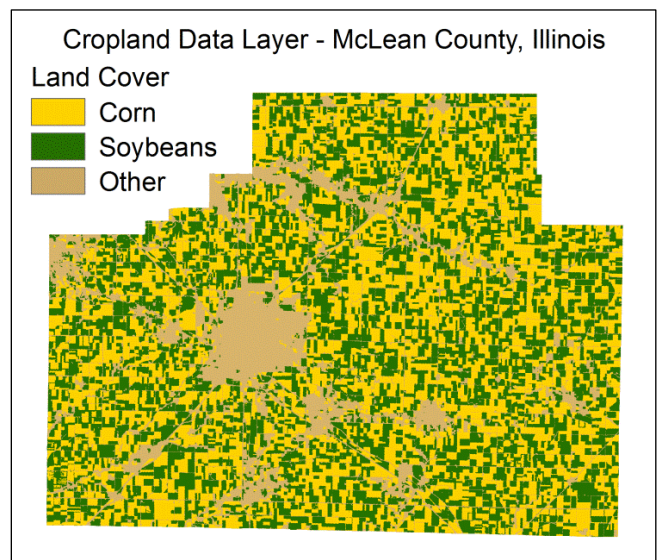 Cropland Data Layer - McLean County, Illinois
Land Cover
Corn
Soybeans
Other